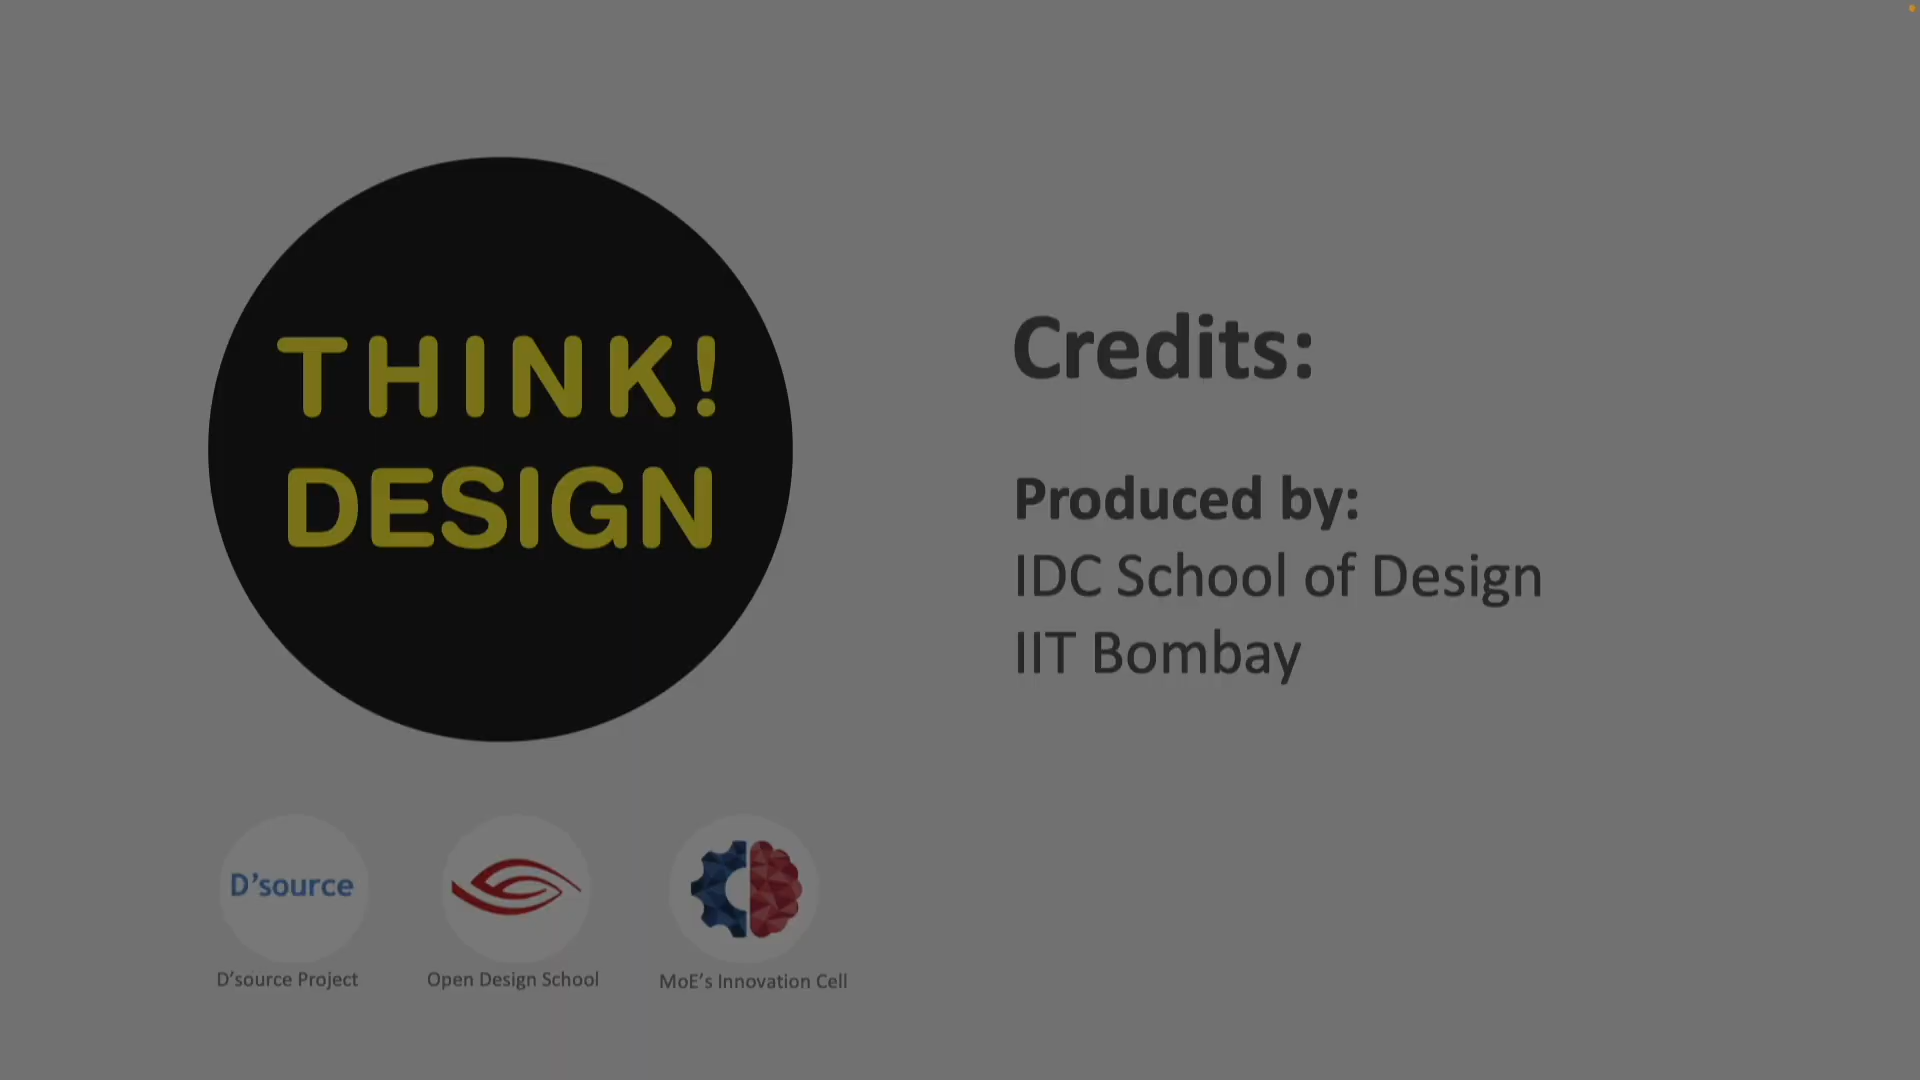 THINK!
DESIGN
Credits:
Produced by:
IDC School of Design
IIT Bombay
D’source
D’source Project
Open Design School
MoE’s Innovation Cell